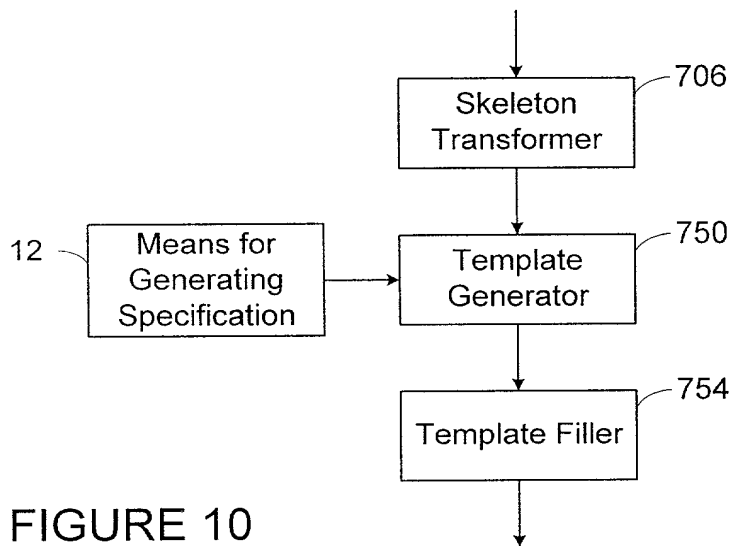 706
Skeleton
Transformer
12
Means for
Generating
Specification
750
Template
Generator
754
Template Filler
FIGURE 10